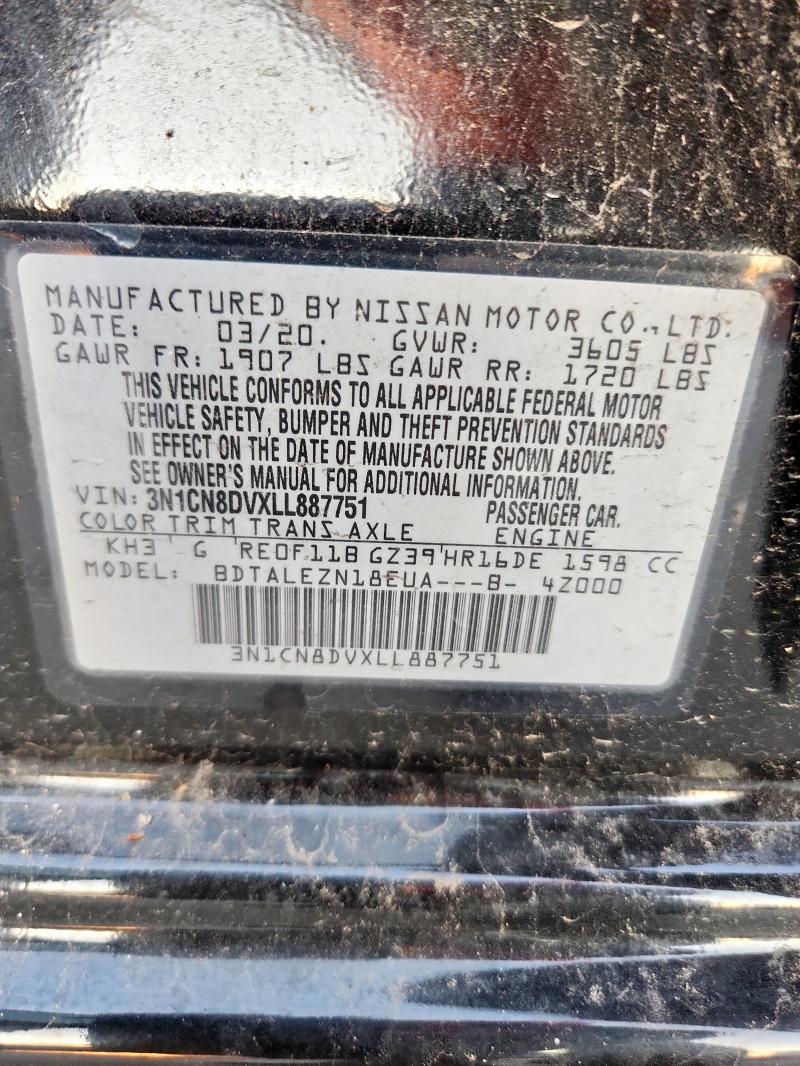 MANUFACTURED BY NISSAN MOTOR CO., LTD.
DATE: 03/20. GVWR: 3605 LBS
GAWR FR: 1907 LBS GAWR RR: 1720 LBS
THIS VEHICLE CONFORMS TO ALL APPLICABLE FEDERAL MOTOR
VEHICLE SAFETY, BUMPER AND THEFT PREVENTION STANDARDS
IN EFFECT ON THE DATE OF MANUFACTURE SHOWN ABOVE.
SEE OWNER'S MANUAL FOR ADDITIONAL INFORMATION.
VIN: 3N1CN8DVXLL887751 PASSENGER CAR.
COLOR TRIM TRANS AXLE ENGINE
KH3 G RE0F11B GZ39 HR16DE 1598 CC
MODEL: BDTALEZN18EUA---B- 4Z000
3N1CN8DVXLL887751